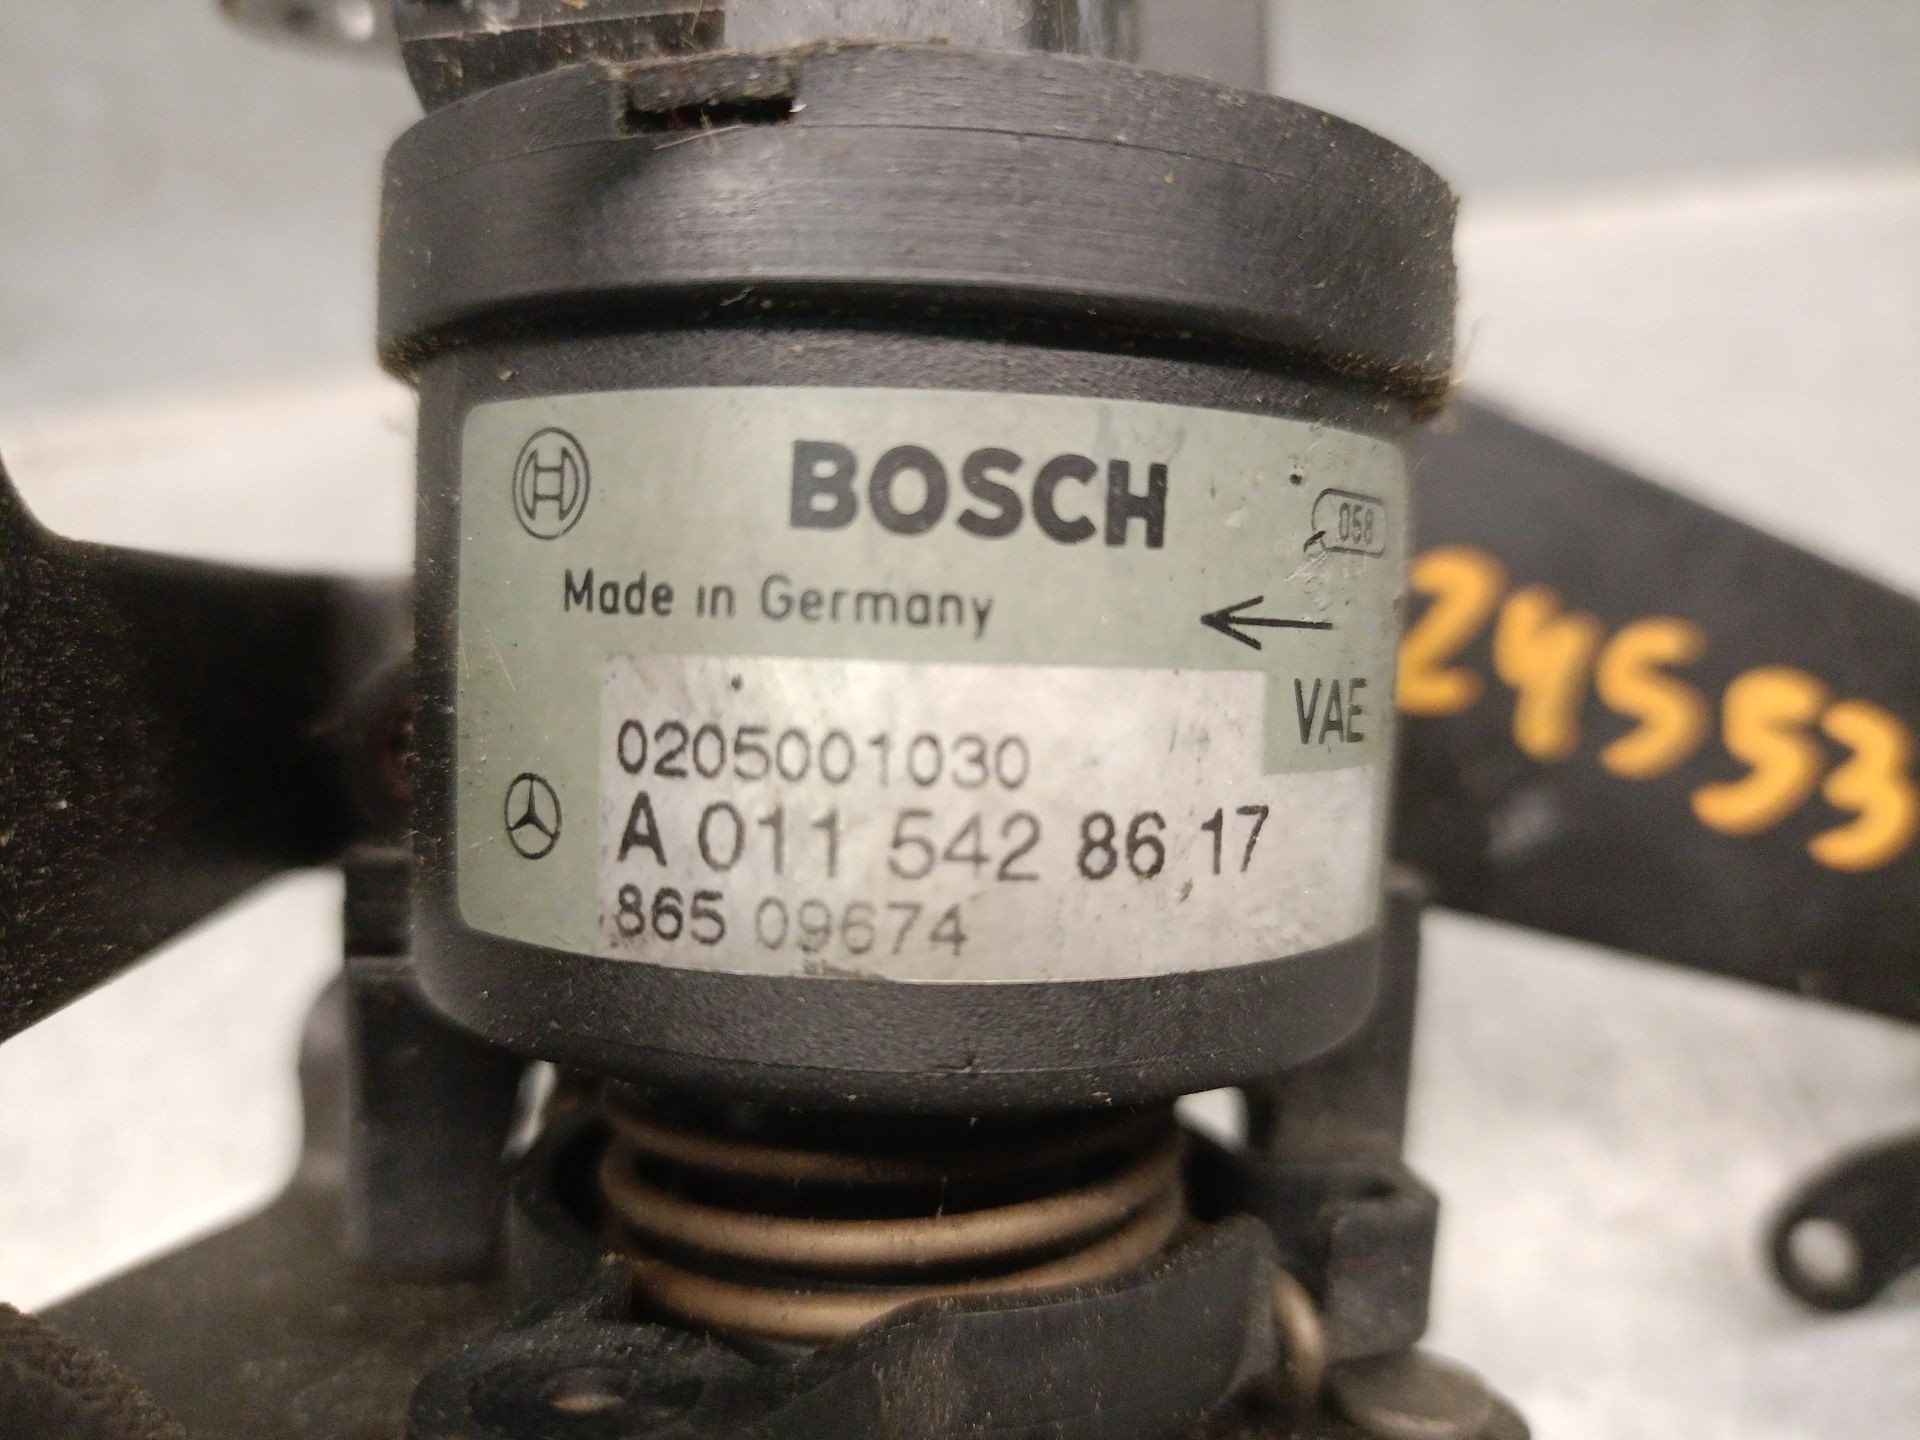 BOSCH
058
Made in Germany
VAE
0205001030
A 011 542 86 17
865 09674
24553